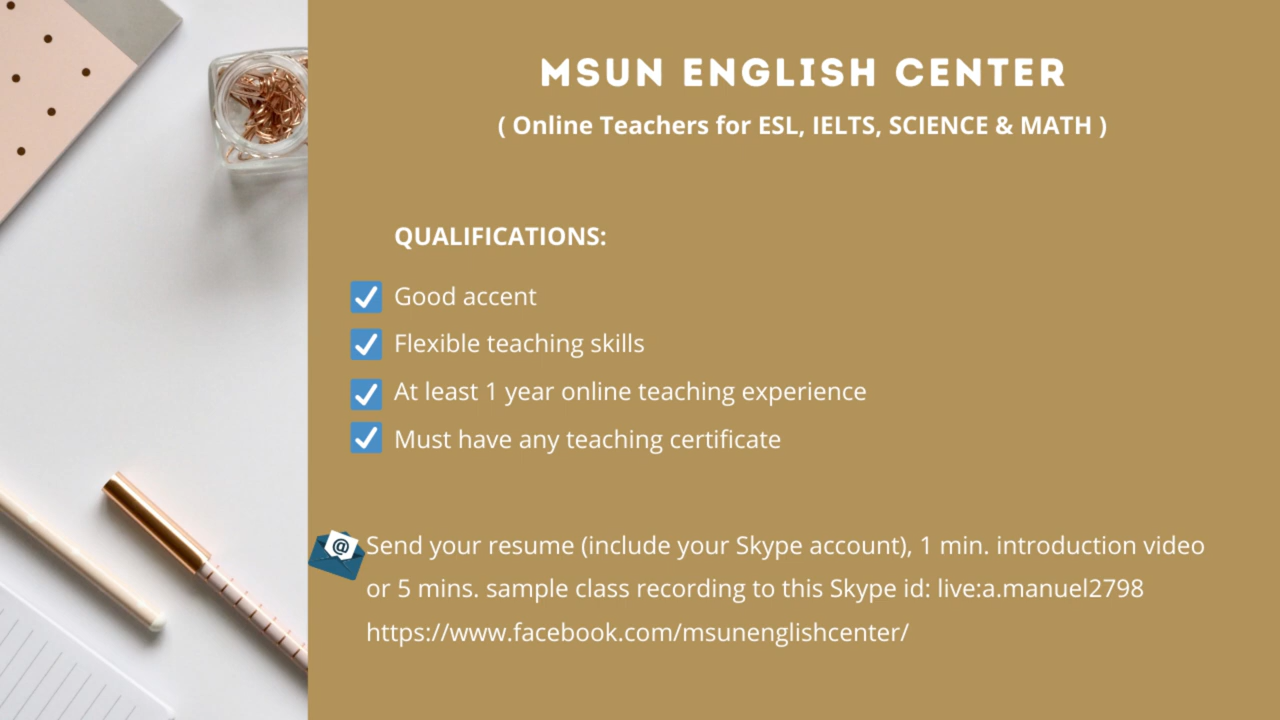 MSUN ENGLISH CENTER
( Online Teachers for ESL, IELTS, SCIENCE & MATH )
QUALIFICATIONS:
Good accent
Flexible teaching skills
At least 1 year online teaching experience
Must have any teaching certificate
Send your resume (include your Skype account), 1 min. introduction video
or 5 mins. sample class recording to this Skype id: live:a.manuel2798
https://www.facebook.com/msunenglishcenter/